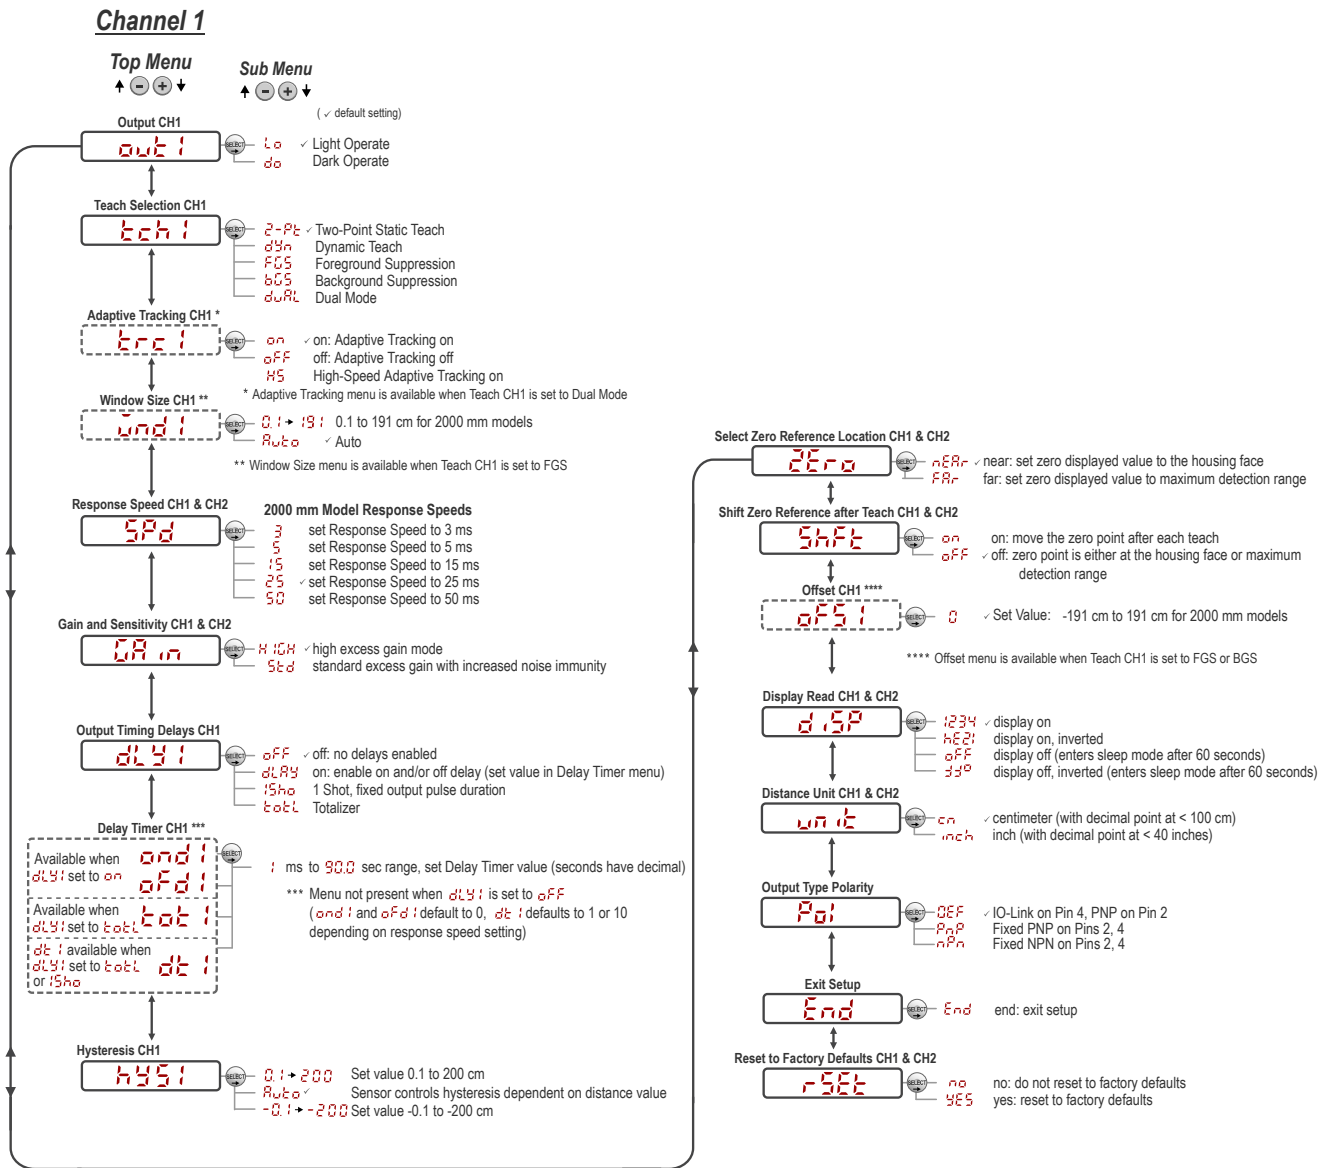 Channel 1
Top Menu
Sub Menu
- +
- +
( ✓ default setting)
Output CH1
out1
SELECT
Lo ✓ Light Operate
do Dark Operate
Teach Selection CH1
tch1
SELECT
2-Pt ✓ Two-Point Static Teach
dYn Dynamic Teach
FGS Foreground Suppression
bGS Background Suppression
duAL Dual Mode
Adaptive Tracking CH1 *
trc1
SELECT
on ✓ on: Adaptive Tracking on
oFF off: Adaptive Tracking off
HS High-Speed Adaptive Tracking on
* Adaptive Tracking menu is available when Teach CH1 is set to Dual Mode
Window Size CH1 **
wnd1
SELECT
0.1 → 191 0.1 to 191 cm for 2000 mm models
Auto ✓ Auto
** Window Size menu is available when Teach CH1 is set to FGS
Response Speed CH1 & CH2
SPd
SELECT
2000 mm Model Response Speeds
3 set Response Speed to 3 ms
5 set Response Speed to 5 ms
15 set Response Speed to 15 ms
25 ✓ set Response Speed to 25 ms
50 set Response Speed to 50 ms
Gain and Sensitivity CH1 & CH2
GAin
SELECT
HIGH ✓ high excess gain mode
Std standard excess gain with increased noise immunity
Output Timing Delays CH1
dLY1
SELECT
oFF ✓ off: no delays enabled
dLAY on: enable on and/or off delay (set value in Delay Timer menu)
1Sho 1 Shot, fixed output pulse duration
totL Totalizer
Delay Timer CH1 ***
Available when
dLY1 set to on
ond1
oFd1
Available when
dLY1 set to totL
tot1
dt1 available when
dLY1 set to totL
or 1Sho
dt1
SELECT
1 ms to 90.0 sec range, set Delay Timer value (seconds have decimal)
*** Menu not present when dLY1 is set to oFF
(ond1 and oFd1 default to 0, dt1 defaults to 1 or 10
depending on response speed setting)
Hysteresis CH1
hYS1
SELECT
0.1 → 200 Set value 0.1 to 200 cm
Auto ✓ Sensor controls hysteresis dependent on distance value
-0.1 → -200 Set value -0.1 to -200 cm
Select Zero Reference Location CH1 & CH2
ZEro
SELECT
nEAr ✓ near: set zero displayed value to the housing face
FAr far: set zero displayed value to maximum detection range
Shift Zero Reference after Teach CH1 & CH2
ShFt
SELECT
on on: move the zero point after each teach
oFF ✓ off: zero point is either at the housing face or maximum
detection range
Offset CH1 ****
oFS1
SELECT
0 ✓ Set Value: -191 cm to 191 cm for 2000 mm models
**** Offset menu is available when Teach CH1 is set to FGS or BGS
Display Read CH1 & CH2
diSP
SELECT
1234 ✓ display on
hEZ1 display on, inverted
oFF display off (enters sleep mode after 60 seconds)
display off, inverted (enters sleep mode after 60 seconds)
Distance Unit CH1 & CH2
unit
SELECT
cn ✓ centimeter (with decimal point at < 100 cm)
inch inch (with decimal point at < 40 inches)
Output Type Polarity
Pol
SELECT
DEF ✓ IO-Link on Pin 4, PNP on Pin 2
PnP Fixed PNP on Pins 2, 4
nPn Fixed NPN on Pins 2, 4
Exit Setup
End
SELECT
End end: exit setup
Reset to Factory Defaults CH1 & CH2
rSEt
SELECT
no no: do not reset to factory defaults
YES yes: reset to factory defaults